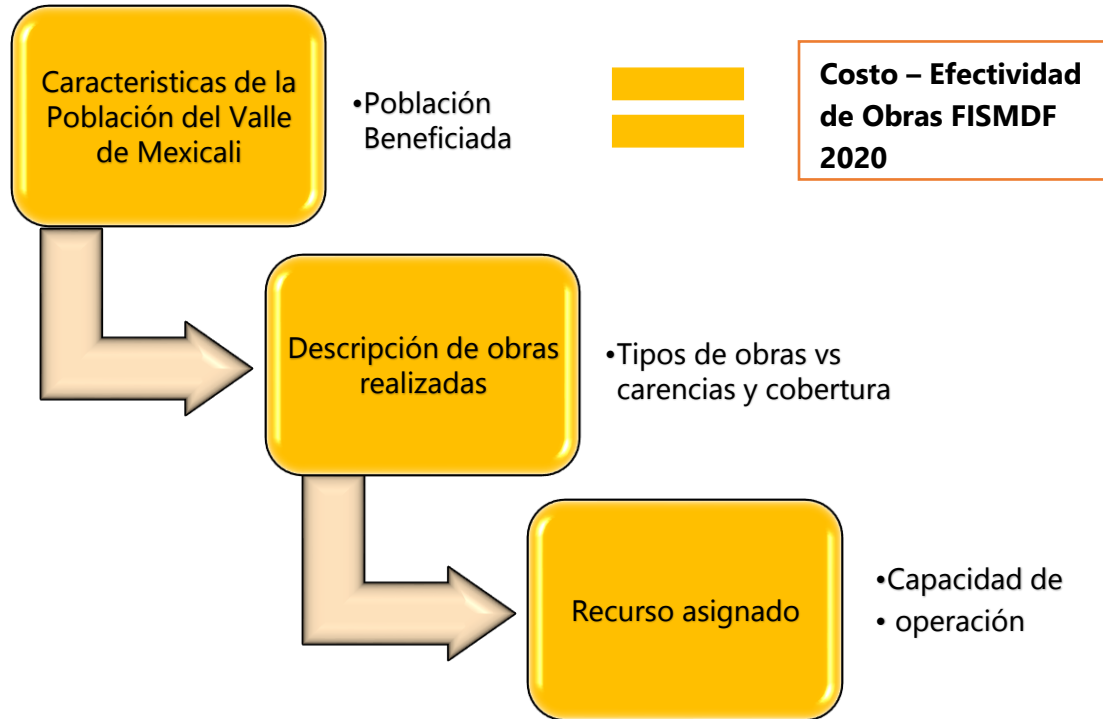 Caracteristicas de la
Población del Valle
de Mexicali
•Población
Beneficiada
Costo – Efectividad
de Obras FISMDF
2020
Descripción de obras
realizadas
•Tipos de obras vs
carencias y cobertura
Recurso asignado
•Capacidad de
• operación